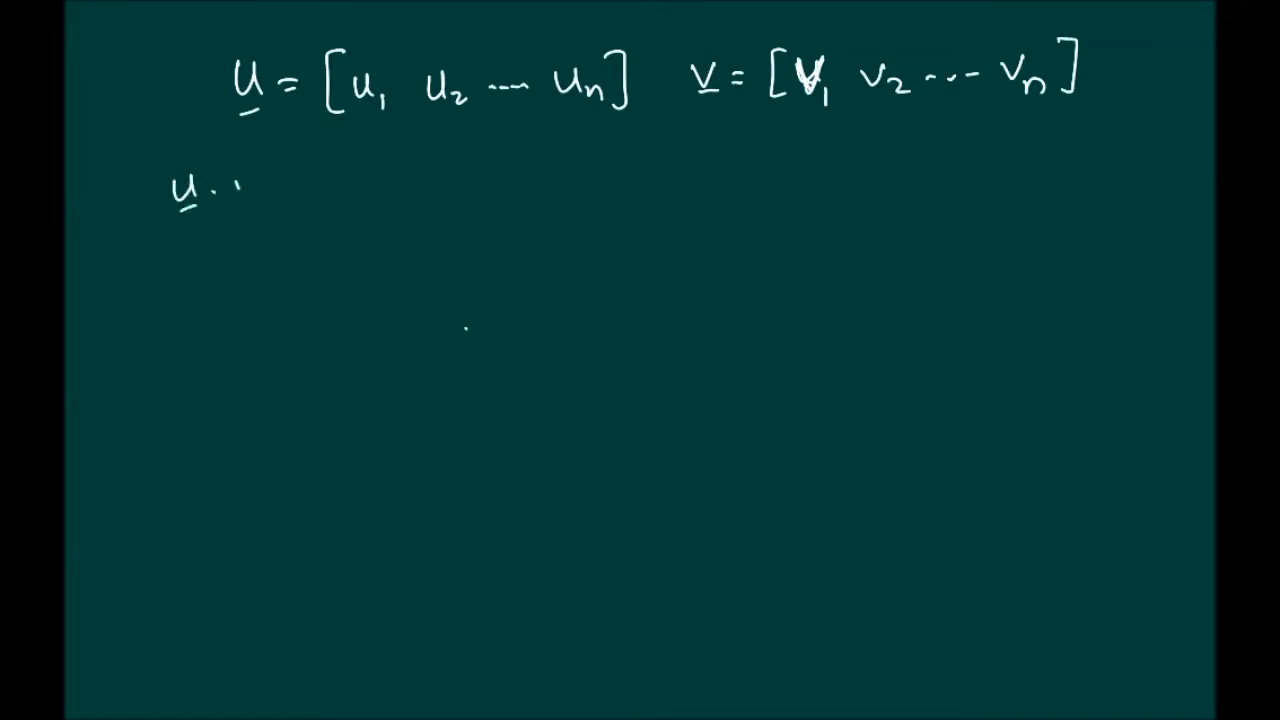 u = [u₁ u₂ ---- uₙ] v = [v₁ v₂ ---- vₙ]
u .